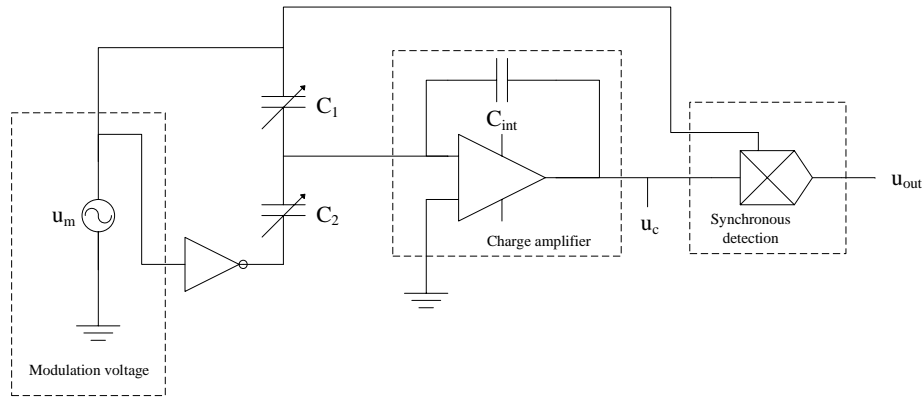 C1
Cint
um
C2
uc
uout
Charge amplifier
Synchronous
detection
Modulation voltage